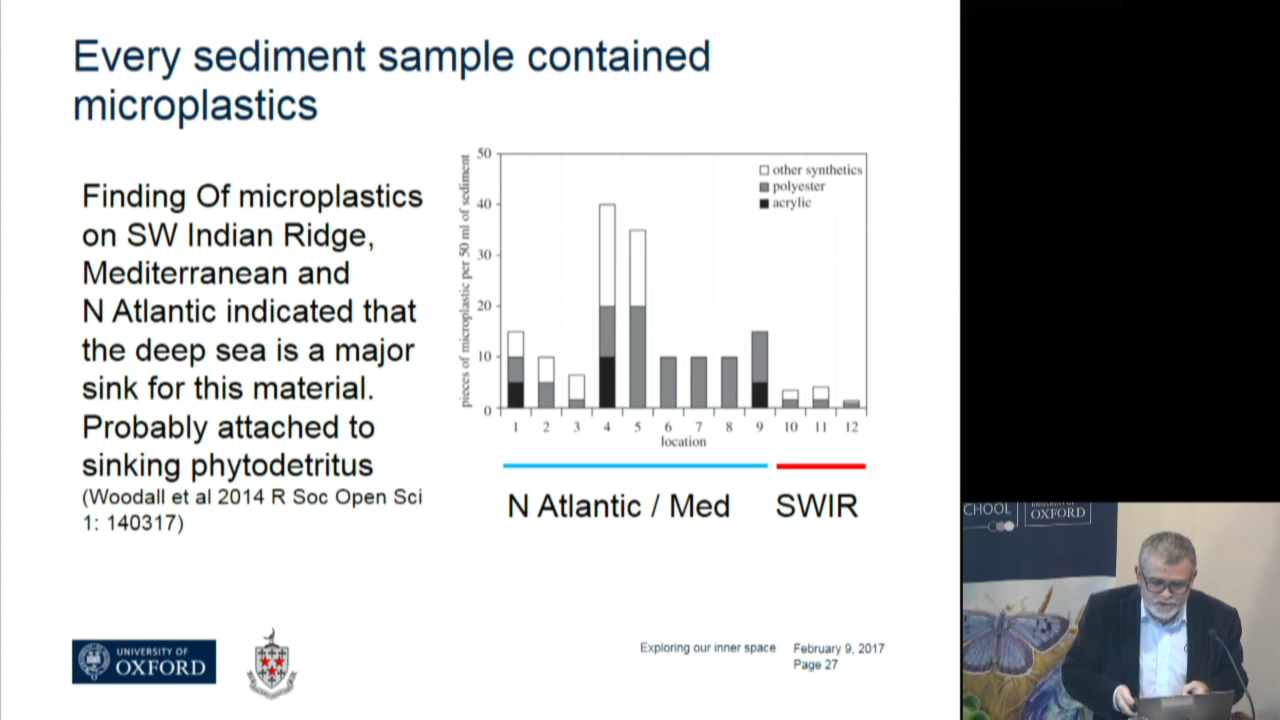 Every sediment sample contained
microplastics
Finding Of microplastics
on SW Indian Ridge,
Mediterranean and
N Atlantic indicated that
the deep sea is a major
sink for this material.
Probably attached to
sinking phytodetritus
(Woodall et al 2014 R Soc Open Sci
1: 140317)
pieces of microplastic per 50 ml of sediment
50
40
30
20
10
0
other synthetics
polyester
acrylic
1 2 3 4 5 6 7 8 9 10 11 12
location
N Atlantic / Med SWIR
UNIVERSITY OF
OXFORD
Exploring our inner space February 9, 2017
Page 27
CHOOL
UNIVERSITY OF
OXFORD